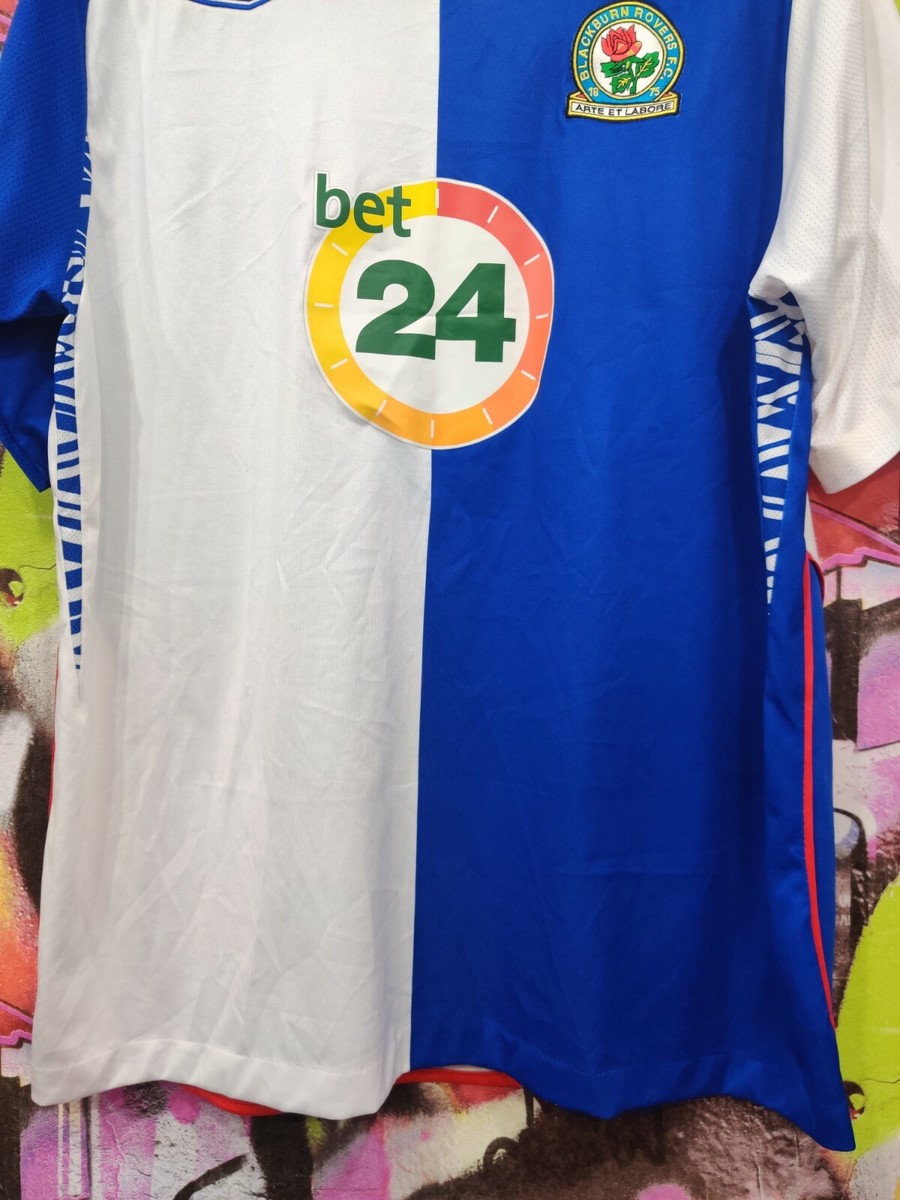 BLACKBURN ROVERS F.C.
18 75
ARTE ET LABORE
bet
24